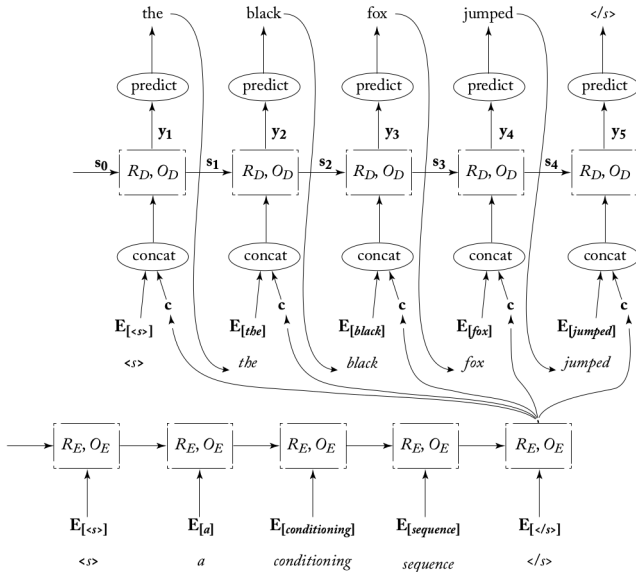 the black fox jumped </s>
predict predict predict predict predict
y₁ y₂ y₃ y₄ y₅
s₀ s₁ s₂ s₃ s₄
R_D, O_D R_D, O_D R_D, O_D R_D, O_D R_D, O_D
concat concat concat concat concat
c c c c c
E[<s>] E[the] E[black] E[fox] E[jumped]
<s> the black fox jumped
R_E, O_E R_E, O_E R_E, O_E R_E, O_E R_E, O_E
E[<s>] E[a] E[conditioning] E[sequence] E[</s>]
<s> a conditioning sequence </s>